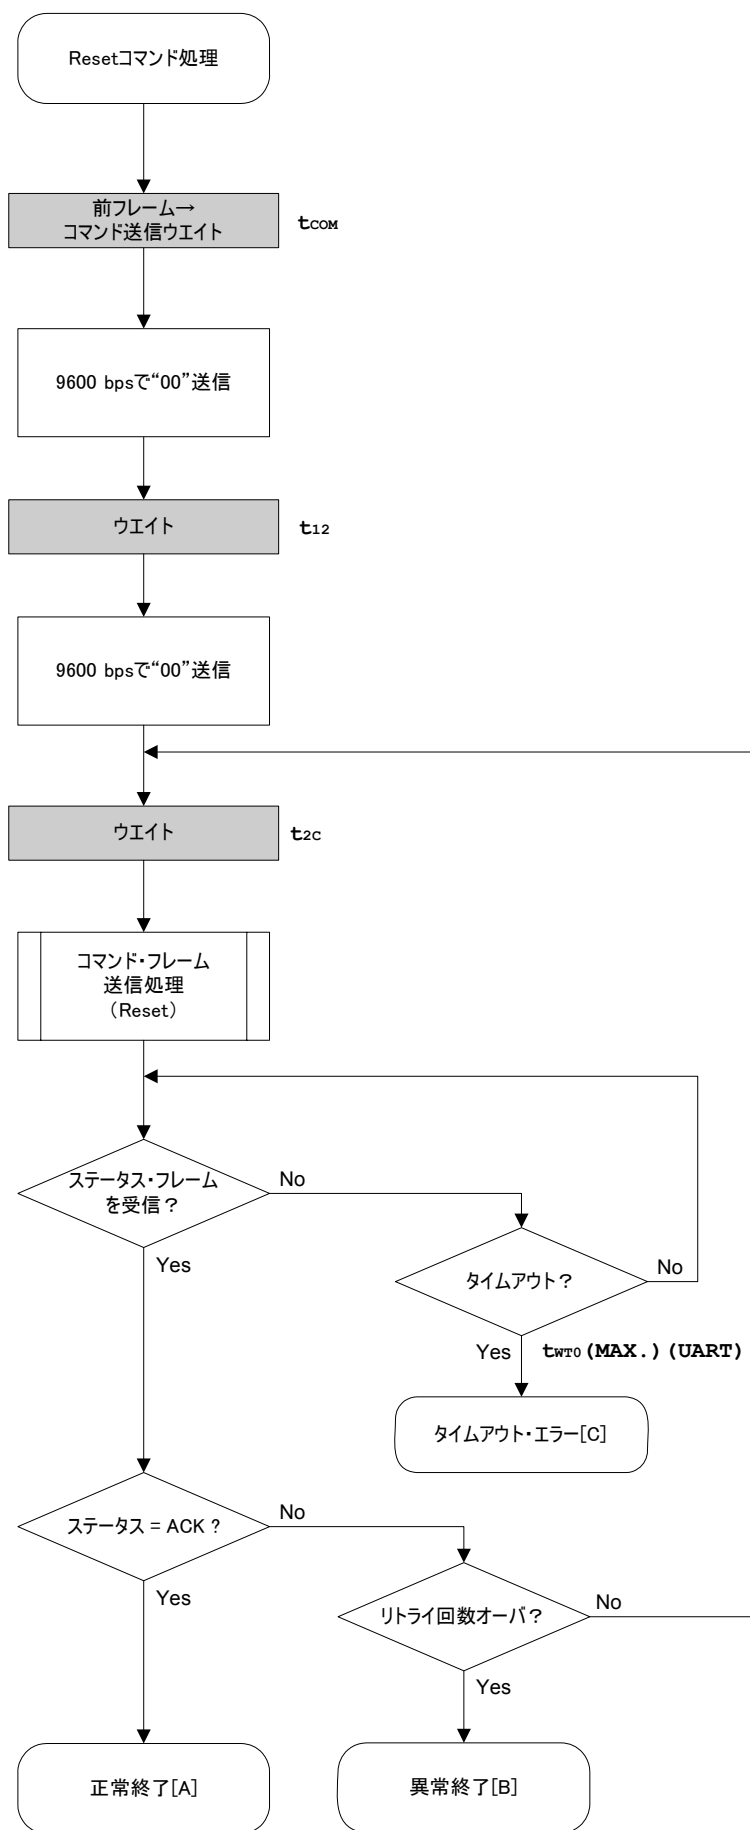 Resetコマンド処理
前フレーム→
コマンド送信ウエイト
tCOM
9600 bpsで“00”送信
ウエイト
t12
9600 bpsで“00”送信
ウエイト
t2C
コマンド・フレーム
送信処理
（Reset）
ステータス・フレーム
を受信？
No
Yes
タイムアウト？
No
Yes
tWT0(MAX.)(UART)
タイムアウト・エラー[C]
ステータス = ACK ?
No
Yes
リトライ回数オーバ？
No
Yes
正常終了[A]
異常終了[B]